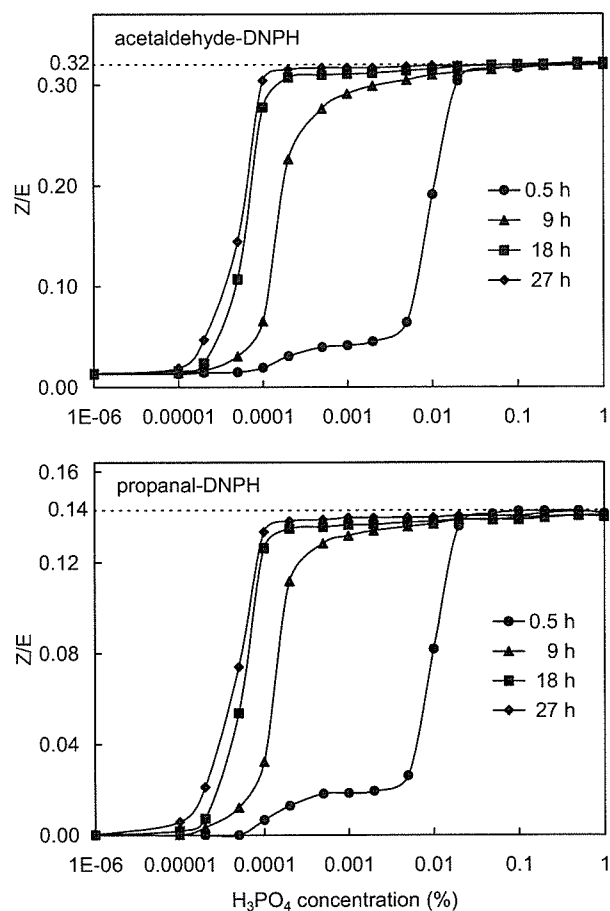 acetaldehyde-DNPH
0.32
0.30
0.20
0.10
0.00
Z/E
0.5 h
9 h
18 h
27 h
1E-06 0.00001 0.0001 0.001 0.01 0.1 1
propanal-DNPH
0.16
0.14
0.12
0.08
0.04
0.00
Z/E
0.5 h
9 h
18 h
27 h
1E-06 0.00001 0.0001 0.001 0.01 0.1 1
H₃PO₄ concentration (%)